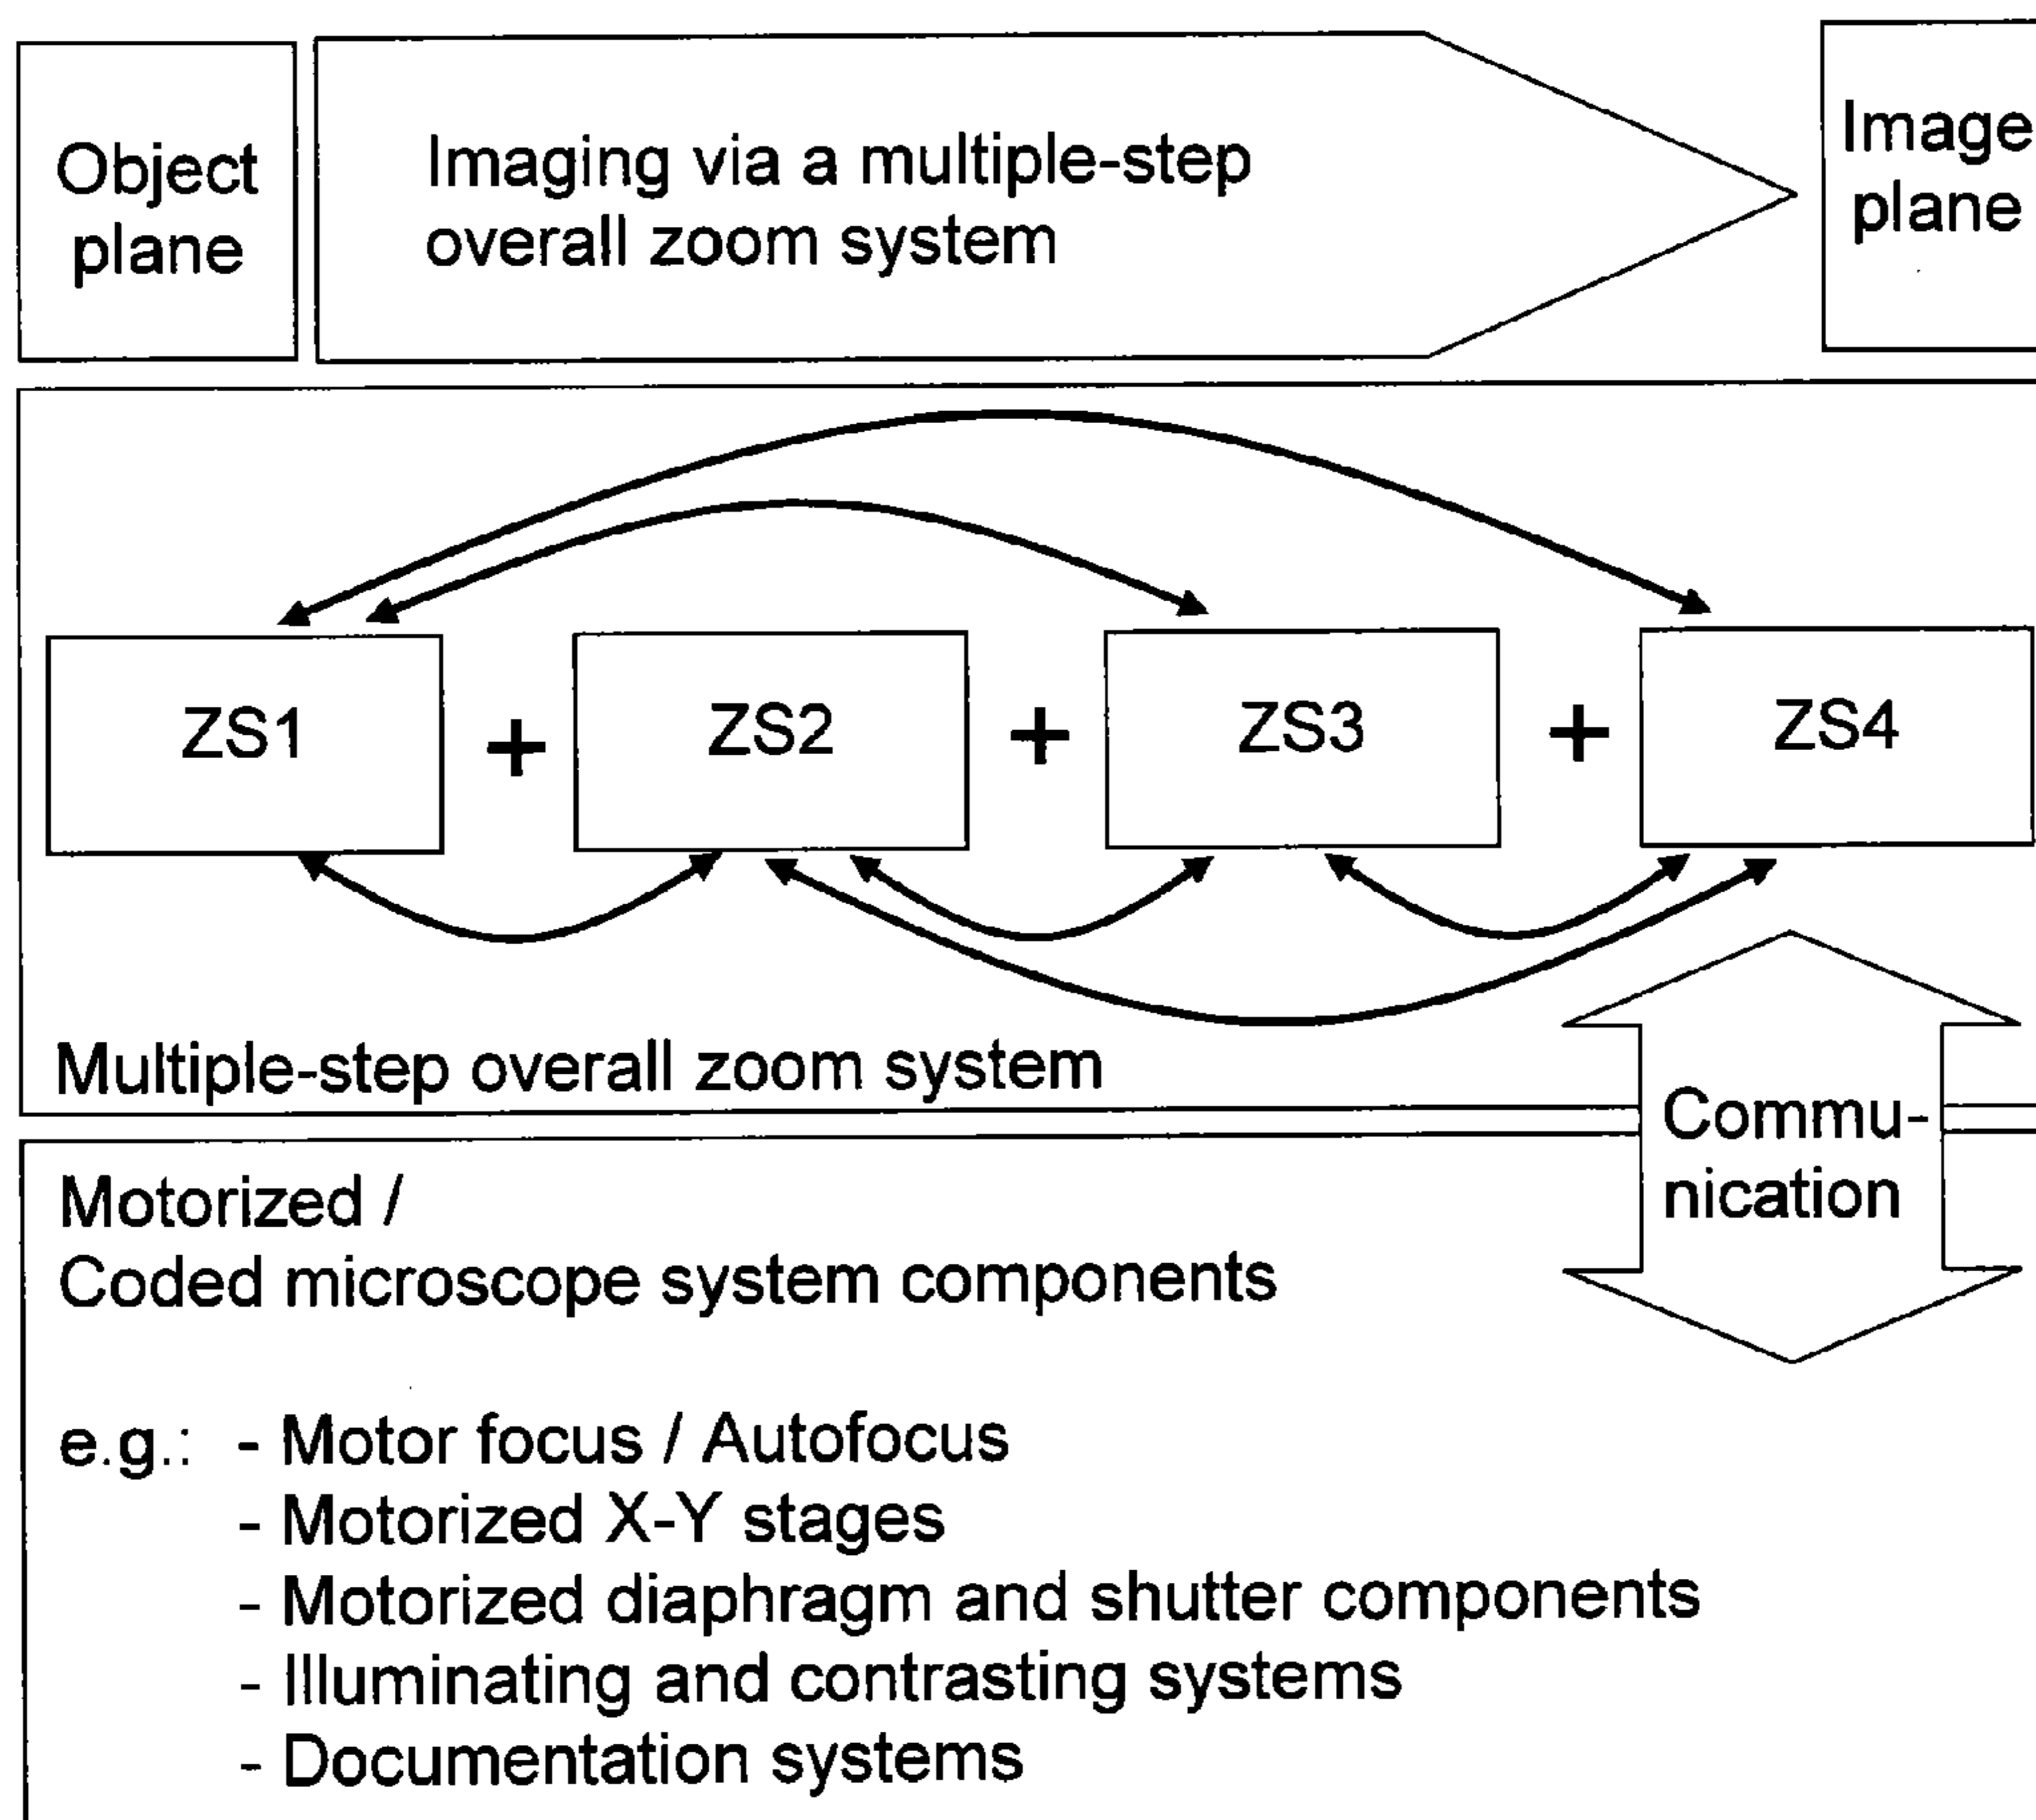 Object
plane
Imaging via a multiple-step
overall zoom system
Image
plane
ZS1
+
ZS2
+
ZS3
+
ZS4
Multiple-step overall zoom system
Commu-
nication
Motorized /
Coded microscope system components
e.g.: - Motor focus / Autofocus
- Motorized X-Y stages
- Motorized diaphragm and shutter components
- Illuminating and contrasting systems
- Documentation systems